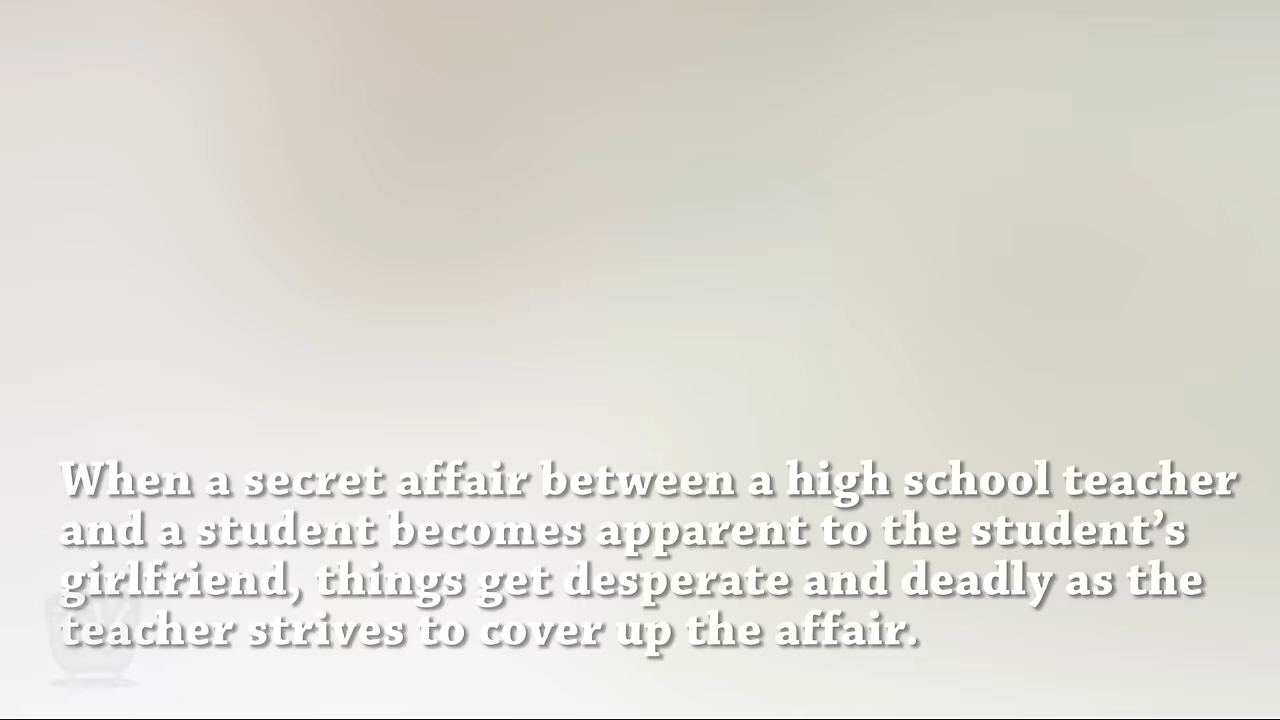 When a secret affair between a high school teacher
and a student becomes apparent to the student’s
girlfriend, things get desperate and deadly as the
teacher strives to cover up the affair.